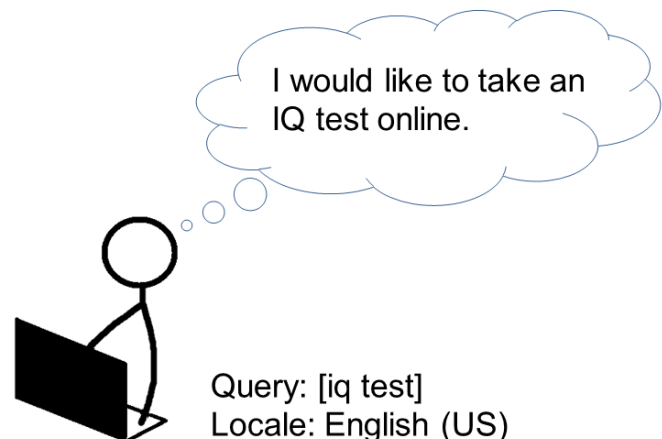 I would like to take an
IQ test online.
Query: [iq test]
Locale: English (US)